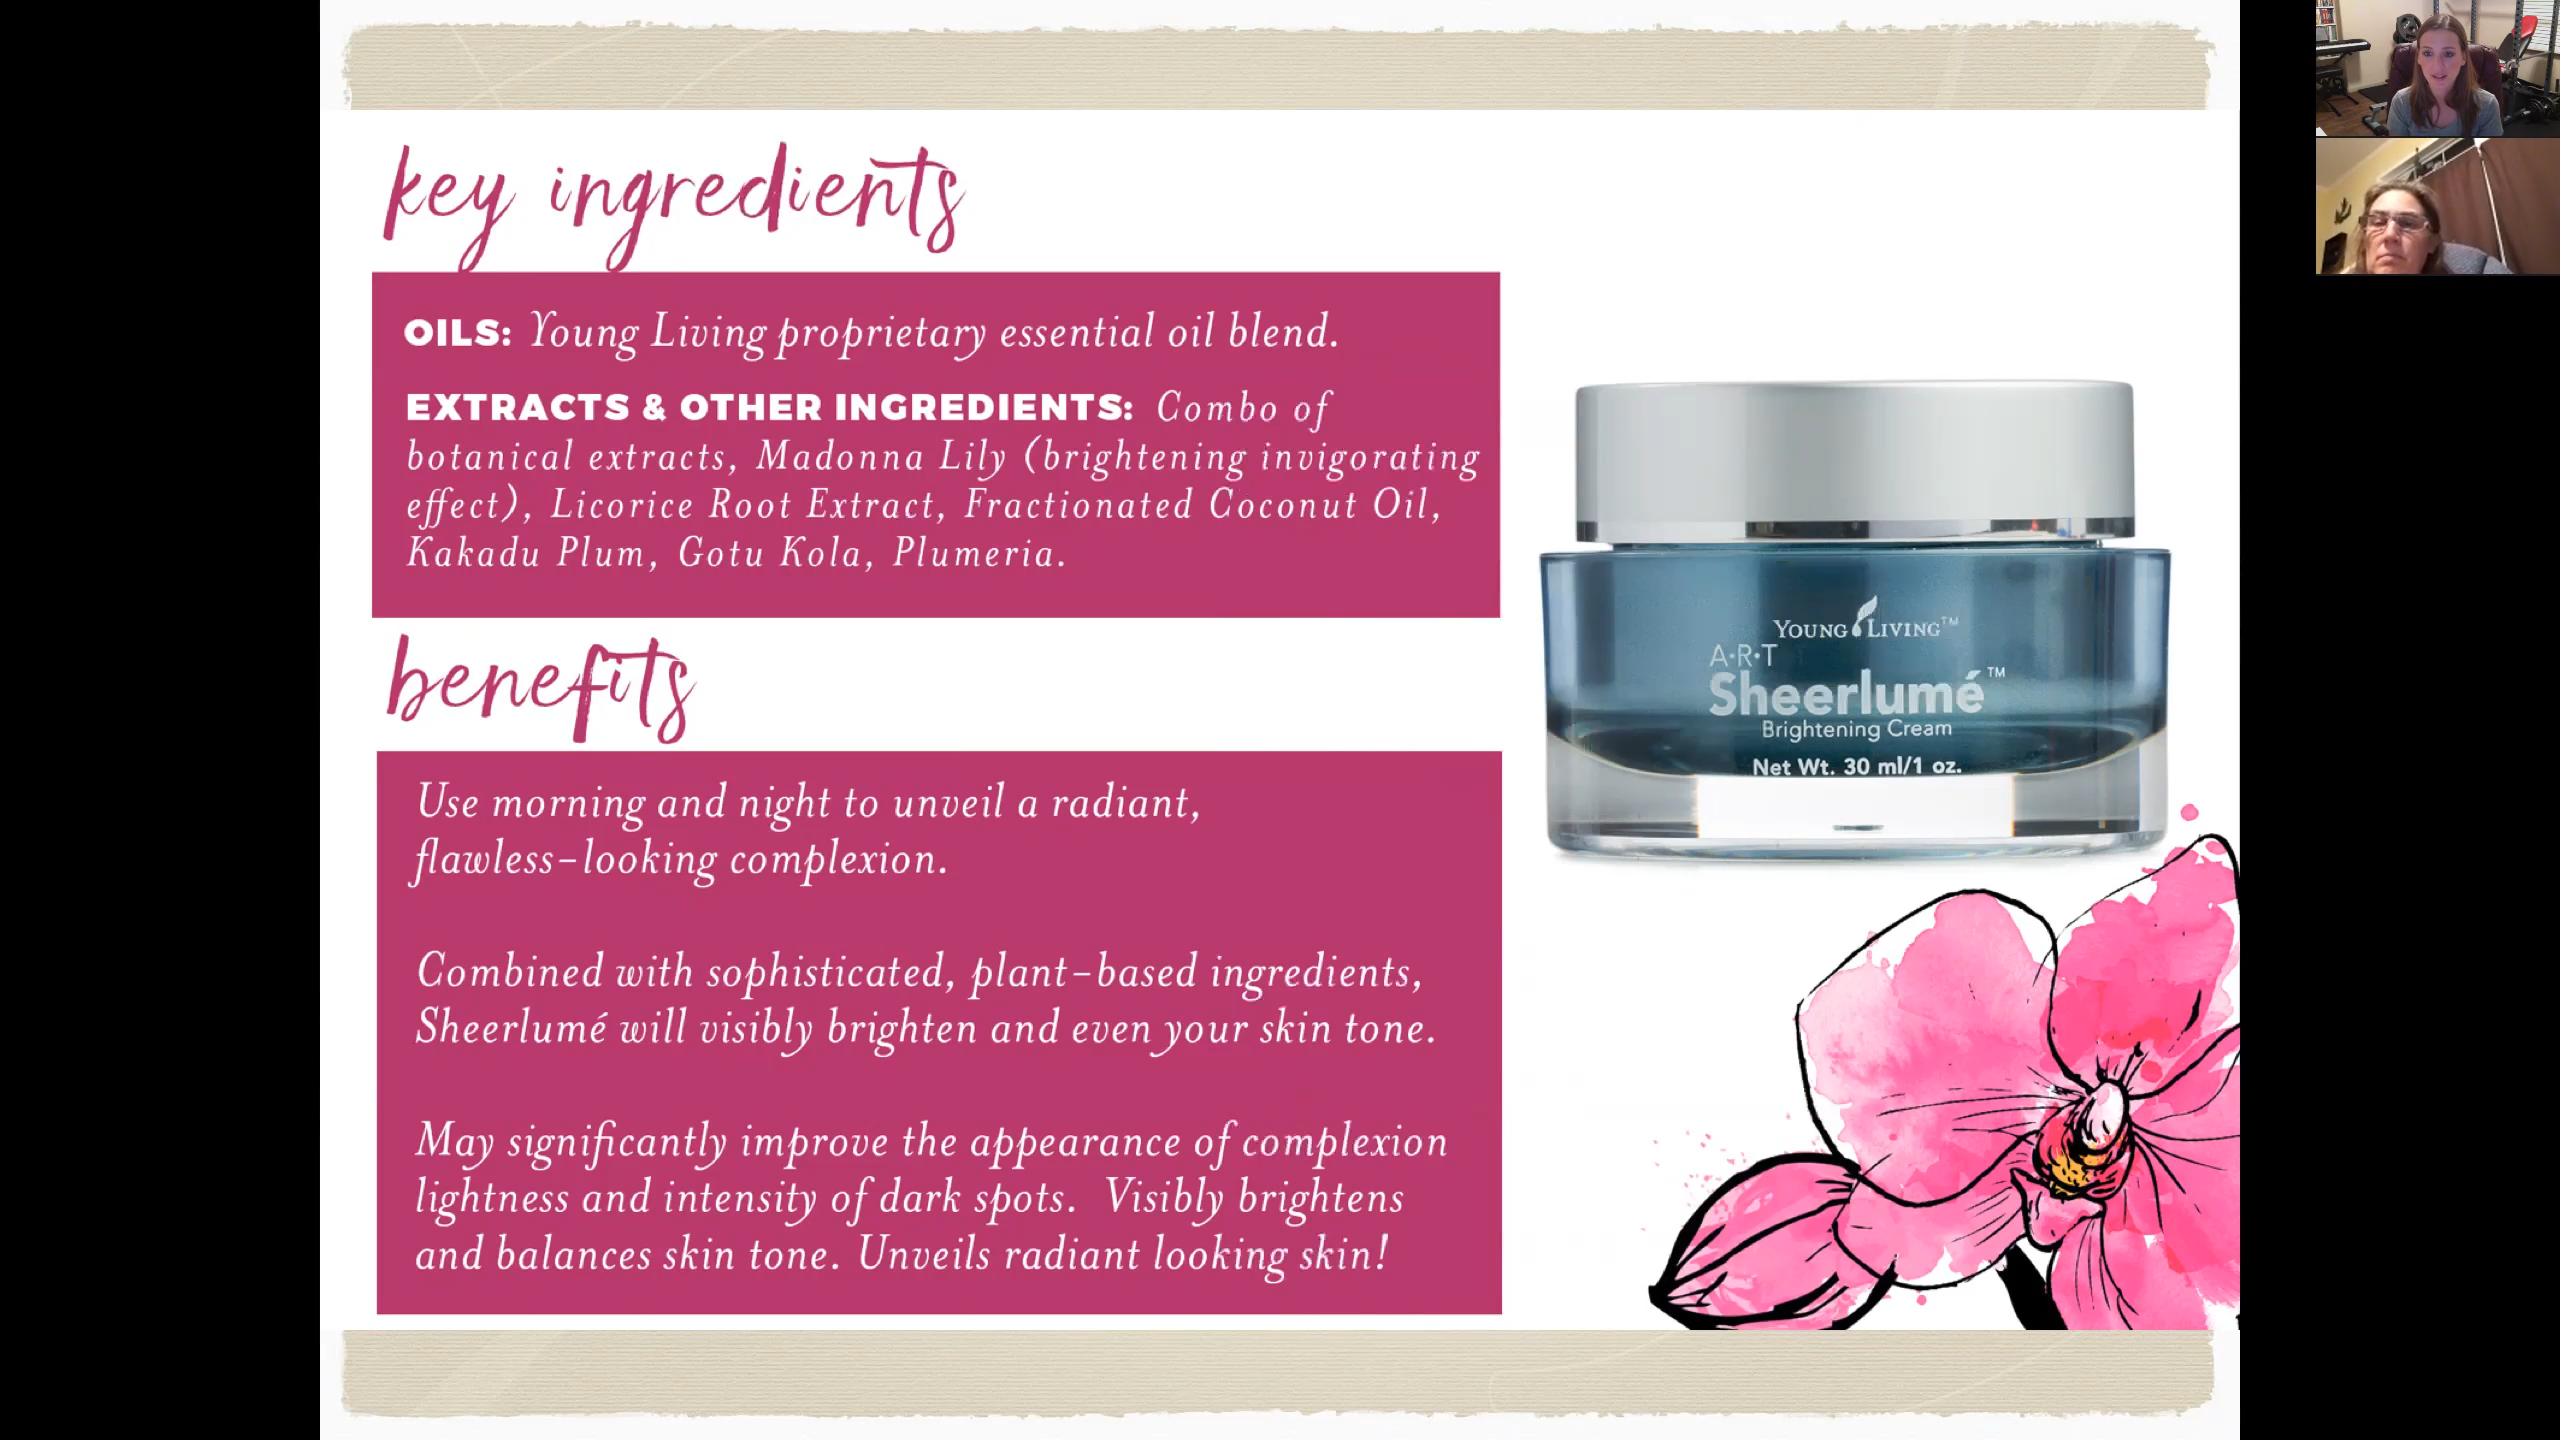 key ingredients
OILS: Young Living proprietary essential oil blend.
EXTRACTS & OTHER INGREDIENTS: Combo of
botanical extracts, Madonna Lily (brightening invigorating
effect), Licorice Root Extract, Fractionated Coconut Oil,
Kakadu Plum, Gotu Kola, Plumeria.
benefits
Use morning and night to unveil a radiant,
flawless-looking complexion.
Combined with sophisticated, plant-based ingredients,
Sheerlumé will visibly brighten and even your skin tone.
May significantly improve the appearance of complexion
lightness and intensity of dark spots. Visibly brightens
and balances skin tone. Unveils radiant looking skin!
YOUNG LIVING™
A·R·T
Sheerlumé™
Brightening Cream
Net Wt. 30 ml/1 oz.